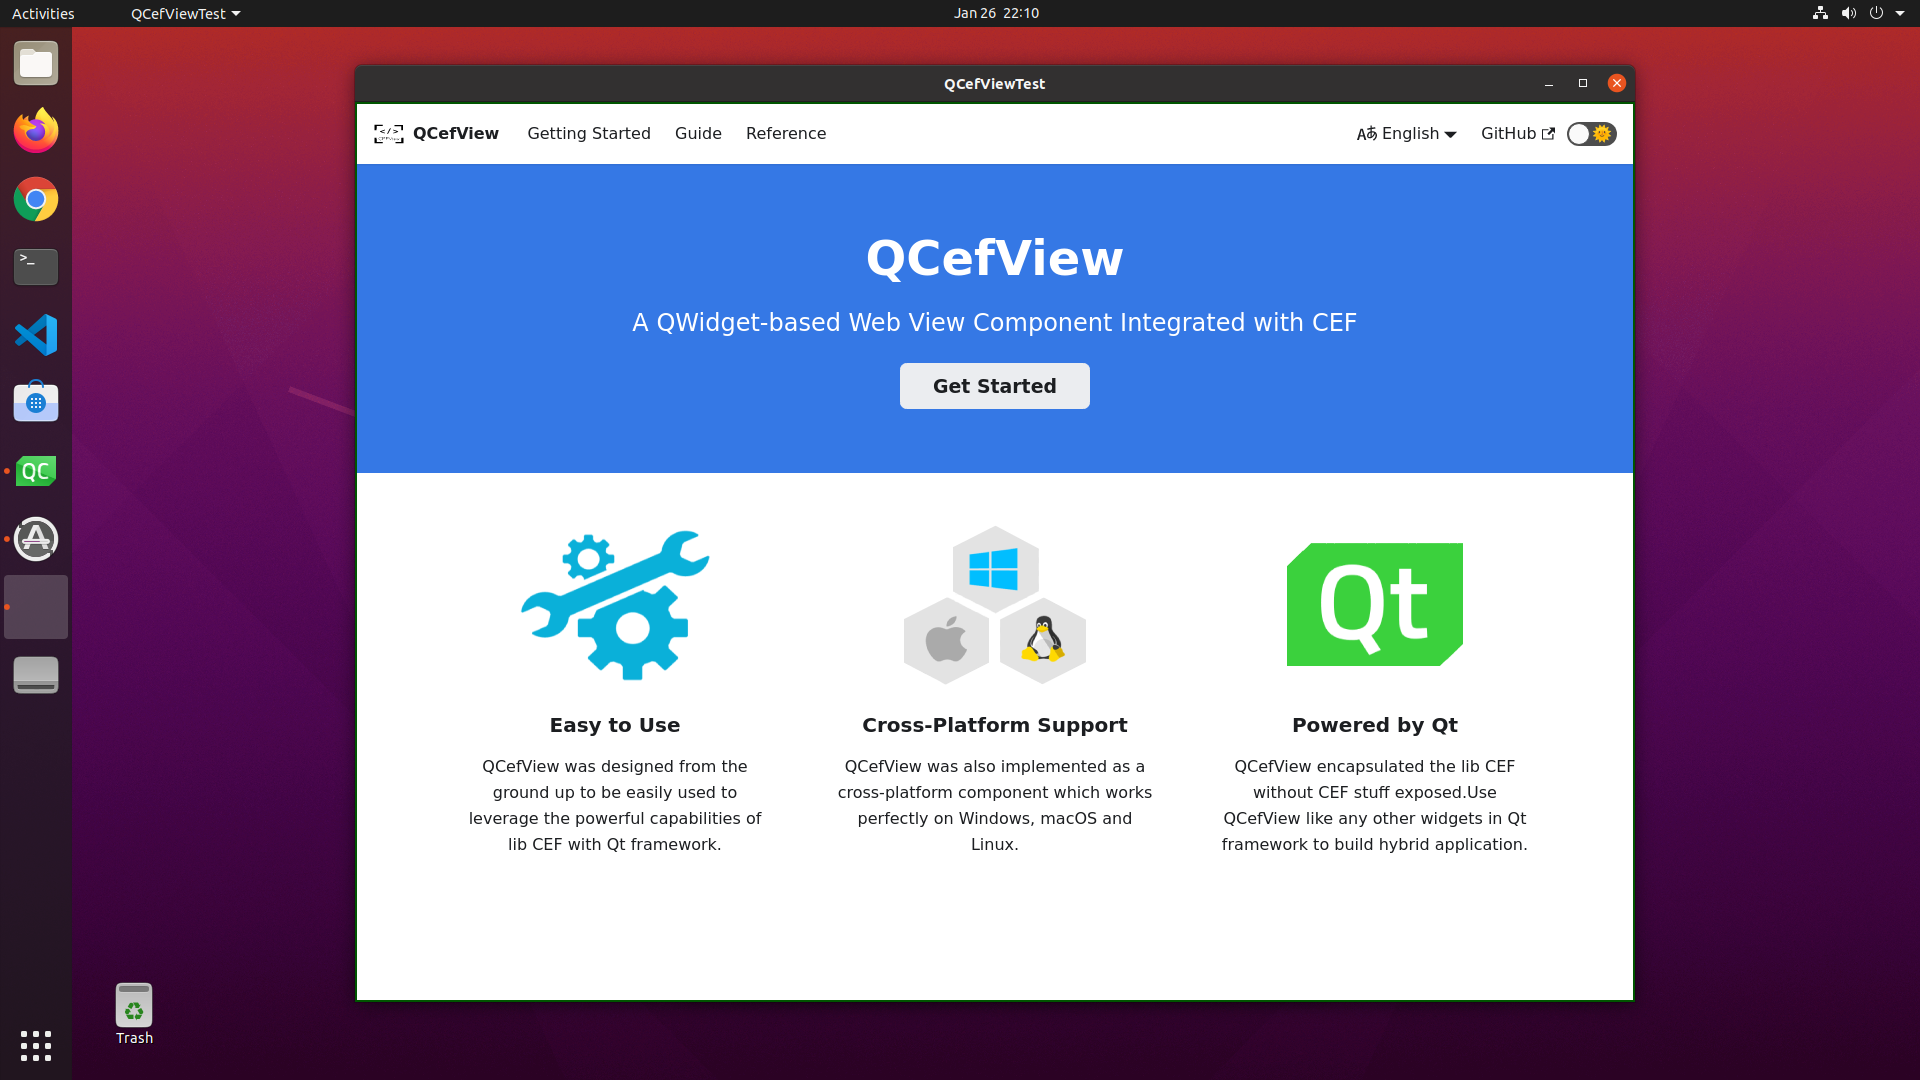 Activities
QCefViewTest
Jan 26 22:10
QCefViewTest
QCefView
Getting Started
Guide
Reference
Aあ English
GitHub
QCefView
A QWidget-based Web View Component Integrated with CEF
Get Started
Qt
Easy to Use
QCefView was designed from the
ground up to be easily used to
leverage the powerful capabilities of
lib CEF with Qt framework.
Cross-Platform Support
QCefView was also implemented as a
cross-platform component which works
perfectly on Windows, macOS and
Linux.
Powered by Qt
QCefView encapsulated the lib CEF
without CEF stuff exposed.Use
QCefView like any other widgets in Qt
framework to build hybrid application.
>_
QC
A
Trash